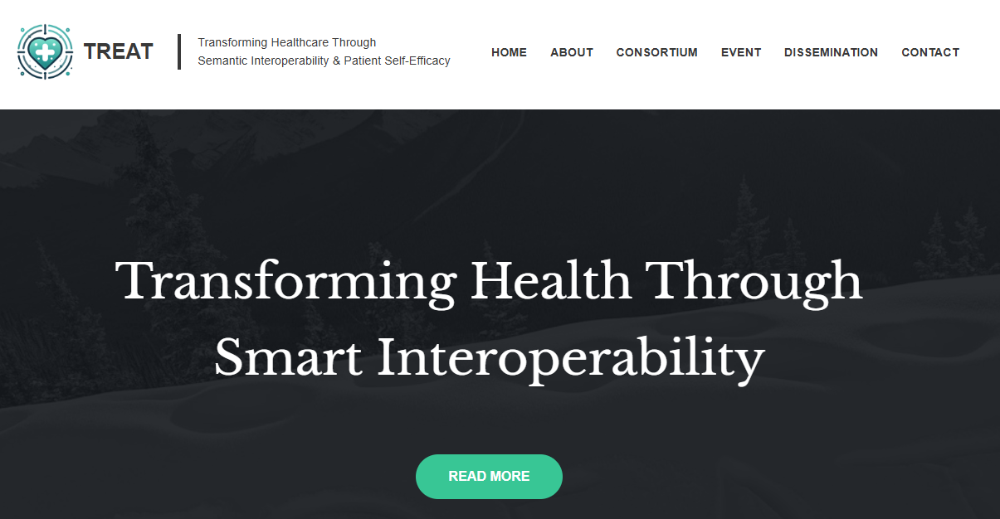 TREAT
Transforming Healthcare Through
Semantic Interoperability & Patient Self-Efficacy
HOME ABOUT CONSORTIUM EVENT DISSEMINATION CONTACT
Transforming Health Through
Smart Interoperability
READ MORE